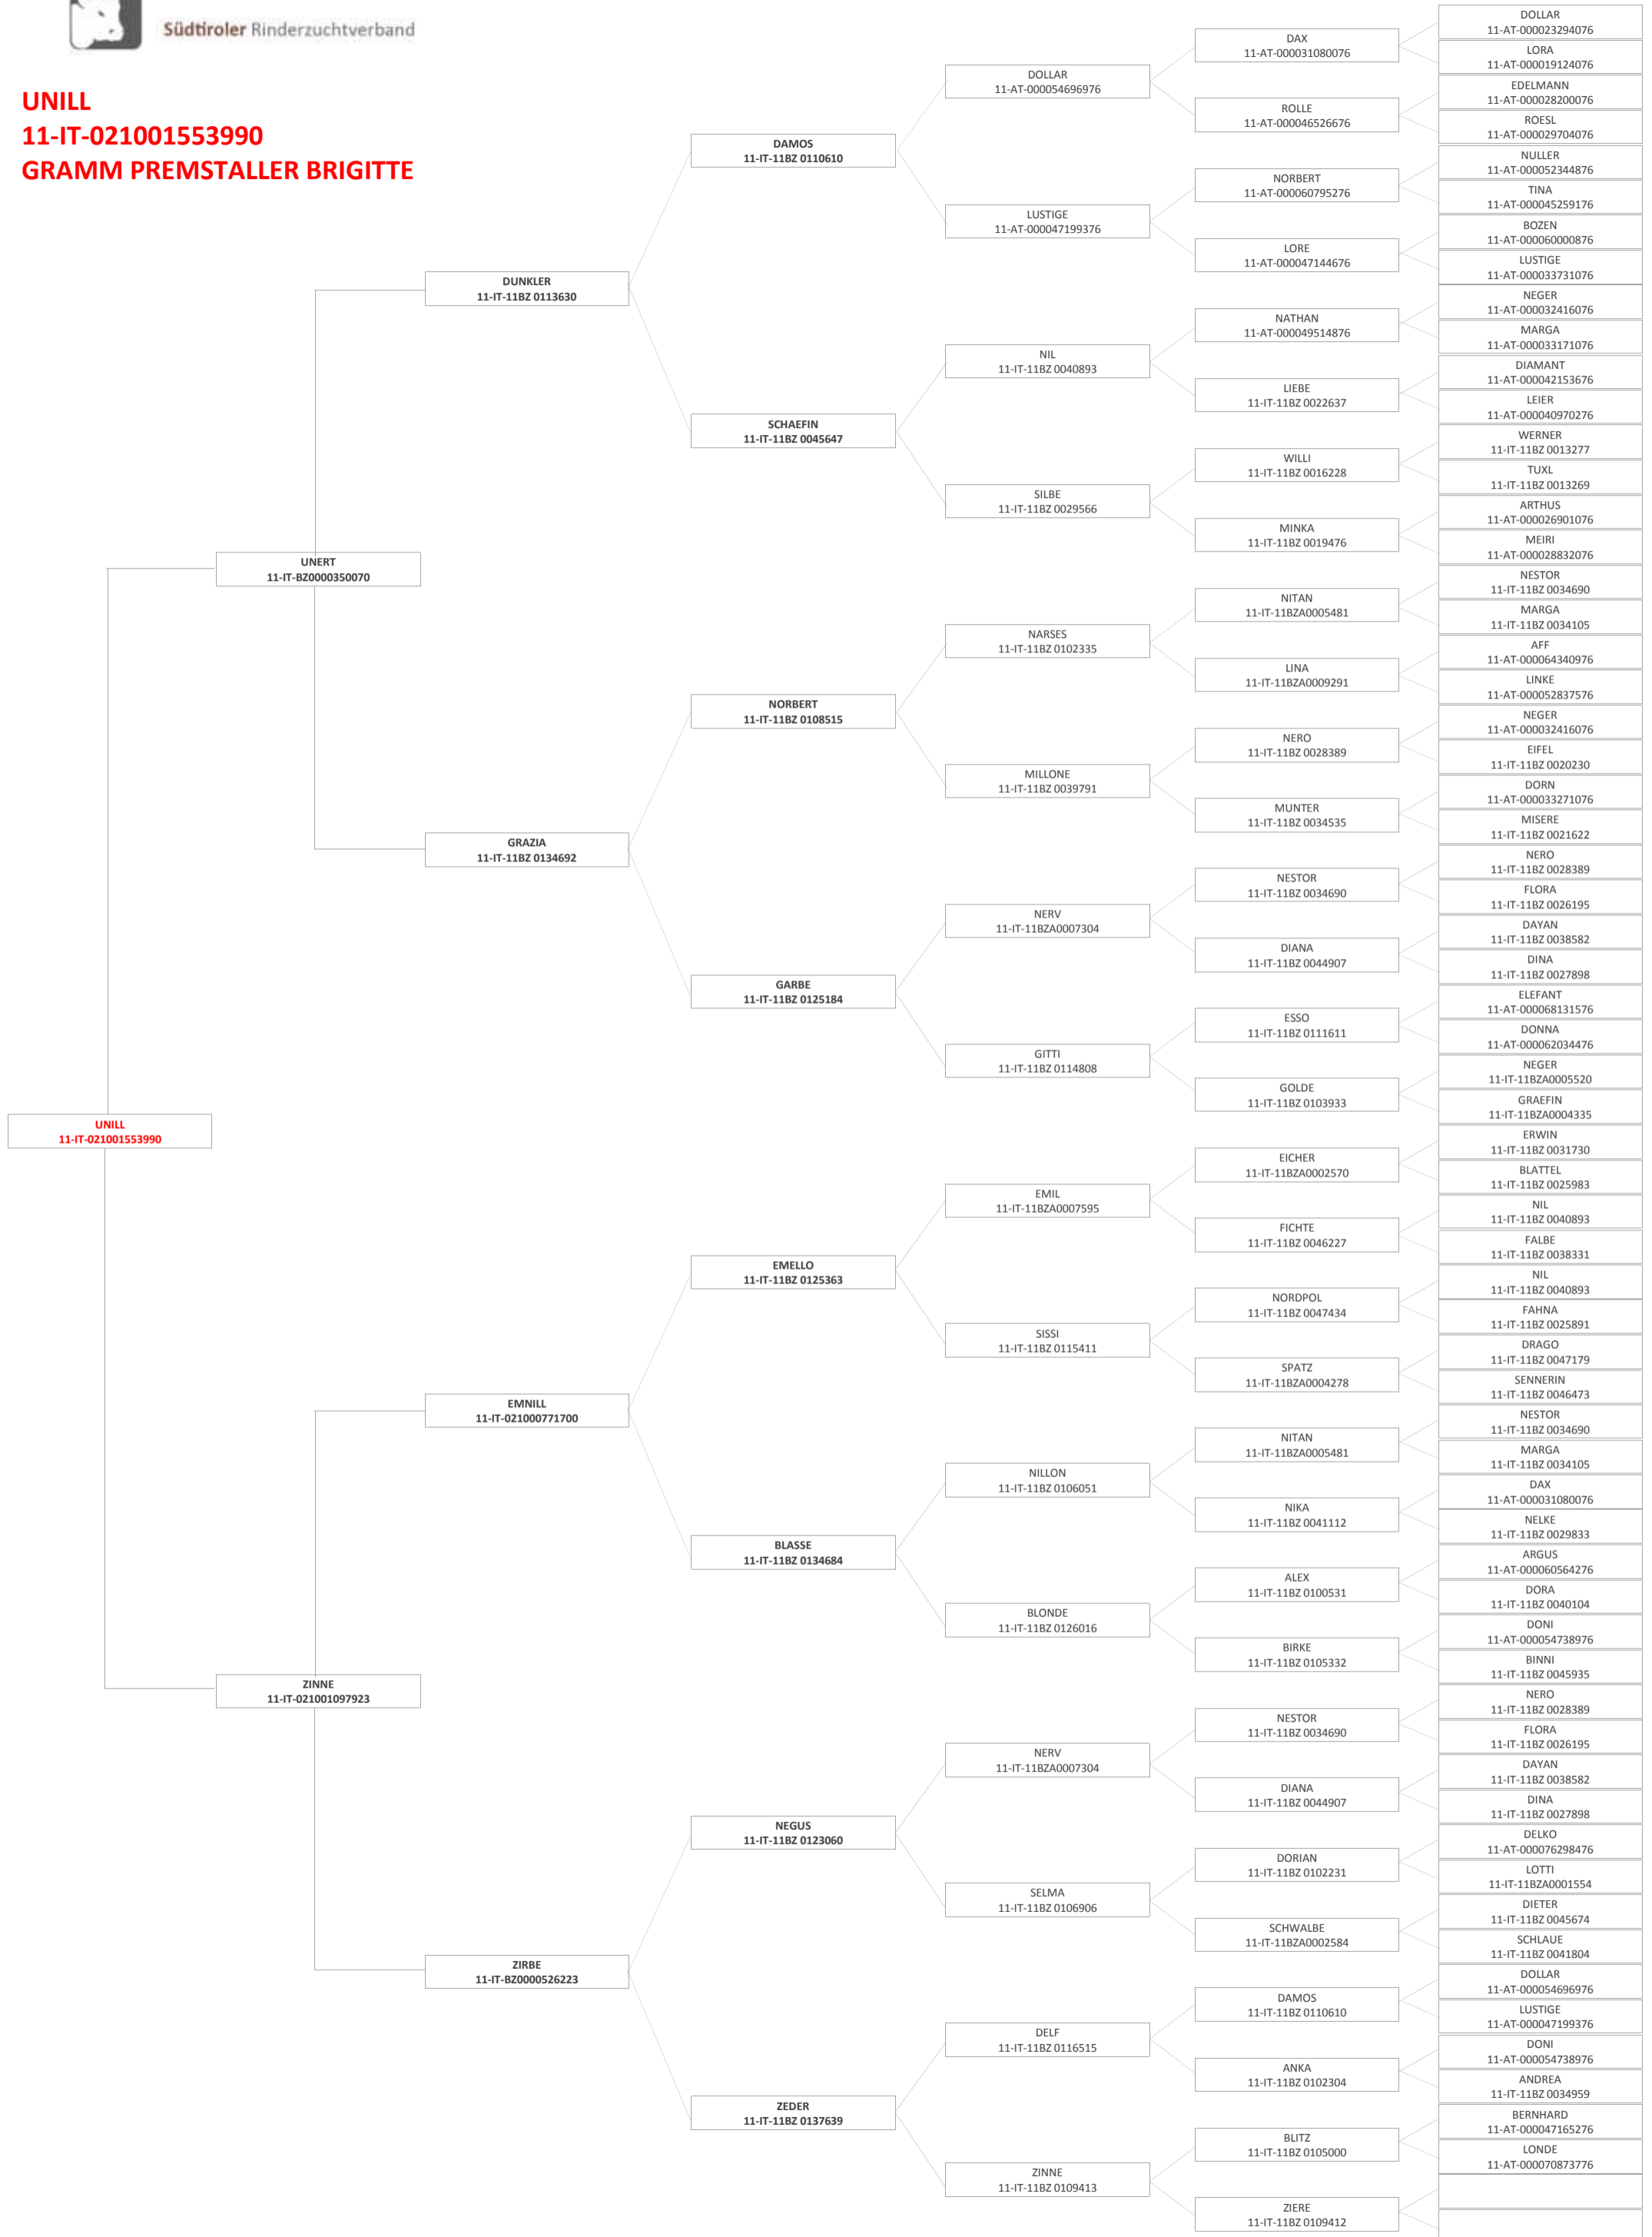 Südtiroler Rinderzuchtverband
UNILL
11-IT-021001553990
GRAMM PREMSTALLER BRIGITTE
UNILL
11-IT-021001553990
UNERT
11-IT-BZ0000350070
ZINNE
11-IT-021001097923
DUNKLER
11-IT-11BZ 0113630
GRAZIA
11-IT-11BZ 0134692
EMNILL
11-IT-021000771700
ZIRBE
11-IT-BZ0000526223
DAMOS
11-IT-11BZ 0110610
SCHAEFIN
11-IT-11BZ 0045647
NORBERT
11-IT-11BZ 0108515
GARBE
11-IT-11BZ 0125184
EMELLO
11-IT-11BZ 0125363
BLASSE
11-IT-11BZ 0134684
NEGUS
11-IT-11BZ 0123060
ZEDER
11-IT-11BZ 0137639
DOLLAR
11-AT-000054696976
LUSTIGE
11-AT-000047199376
NIL
11-IT-11BZ 0040893
SILBE
11-IT-11BZ 0029566
NARSES
11-IT-11BZ 0102335
MILLONE
11-IT-11BZ 0039791
NERV
11-IT-11BZA0007304
GITTI
11-IT-11BZ 0114808
EMIL
11-IT-11BZA0007595
SISSI
11-IT-11BZ 0115411
NILLON
11-IT-11BZ 0106051
BLONDE
11-IT-11BZ 0126016
NERV
11-IT-11BZA0007304
SELMA
11-IT-11BZ 0106906
DELF
11-IT-11BZ 0116515
ZINNE
11-IT-11BZ 0109413
DAX
11-AT-000031080076
ROLLE
11-AT-000046526676
NORBERT
11-AT-000060795276
LORE
11-AT-000047144676
NATHAN
11-AT-000049514876
LIEBE
11-IT-11BZ 0022637
WILLI
11-IT-11BZ 0016228
MINKA
11-IT-11BZ 0019476
NITAN
11-IT-11BZA0005481
LINA
11-IT-11BZA0009291
NERO
11-IT-11BZ 0028389
MUNTER
11-IT-11BZ 0034535
NESTOR
11-IT-11BZ 0034690
DIANA
11-IT-11BZ 0044907
ESSO
11-IT-11BZ 0111611
GOLDE
11-IT-11BZ 0103933
EICHER
11-IT-11BZA0002570
FICHTE
11-IT-11BZ 0046227
NORDPOL
11-IT-11BZ 0047434
SPATZ
11-IT-11BZA0004278
NITAN
11-IT-11BZA0005481
NIKA
11-IT-11BZ 0041112
ALEX
11-IT-11BZ 0100531
BIRKE
11-IT-11BZ 0105332
NESTOR
11-IT-11BZ 0034690
DIANA
11-IT-11BZ 0044907
DORIAN
11-IT-11BZ 0102231
SCHWALBE
11-IT-11BZA0002584
DAMOS
11-IT-11BZ 0110610
ANKA
11-IT-11BZ 0102304
BLITZ
11-IT-11BZ 0105000
ZIERE
11-IT-11BZ 0109412
DOLLAR
11-AT-000023294076
LORA
11-AT-000019124076
EDELMANN
11-AT-000028200076
ROESL
11-AT-000029704076
NULLER
11-AT-000052344876
TINA
11-AT-000045259176
BOZEN
11-AT-000060000876
LUSTIGE
11-AT-000033731076
NEGER
11-AT-000032416076
MARGA
11-AT-000033171076
DIAMANT
11-AT-000042153676
LEIER
11-AT-000040970276
WERNER
11-IT-11BZ 0013277
TUXL
11-IT-11BZ 0013269
ARTHUS
11-AT-000026901076
MEIRI
11-AT-000028832076
NESTOR
11-IT-11BZ 0034690
MARGA
11-IT-11BZ 0034105
AFF
11-AT-000064340976
LINKE
11-AT-000052837576
NEGER
11-AT-000032416076
EIFEL
11-IT-11BZ 0020230
DORN
11-AT-000033271076
MISERE
11-IT-11BZ 0021622
NERO
11-IT-11BZ 0028389
FLORA
11-IT-11BZ 0026195
DAYAN
11-IT-11BZ 0038582
DINA
11-IT-11BZ 0027898
ELEFANT
11-AT-000068131576
DONNA
11-AT-000062034476
NEGER
11-IT-11BZA0005520
GRAEFIN
11-IT-11BZA0004335
ERWIN
11-IT-11BZ 0031730
BLATTEL
11-IT-11BZ 0025983
NIL
11-IT-11BZ 0040893
FALBE
11-IT-11BZ 0038331
NIL
11-IT-11BZ 0040893
FAHNA
11-IT-11BZ 0025891
DRAGO
11-IT-11BZ 0047179
SENNERIN
11-IT-11BZ 0046473
NESTOR
11-IT-11BZ 0034690
MARGA
11-IT-11BZ 0034105
DAX
11-AT-000031080076
NELKE
11-IT-11BZ 0029833
ARGUS
11-AT-000060564276
DORA
11-IT-11BZ 0040104
DONI
11-AT-000054738976
BINNI
11-IT-11BZ 0045935
NERO
11-IT-11BZ 0028389
FLORA
11-IT-11BZ 0026195
DAYAN
11-IT-11BZ 0038582
DINA
11-IT-11BZ 0027898
DELKO
11-AT-000076298476
LOTTI
11-IT-11BZA0001554
DIETER
11-IT-11BZ 0045674
SCHLAUE
11-IT-11BZ 0041804
DOLLAR
11-AT-000054696976
LUSTIGE
11-AT-000047199376
DONI
11-AT-000054738976
ANDREA
11-IT-11BZ 0034959
BERNHARD
11-AT-000047165276
LONDE
11-AT-000070873776